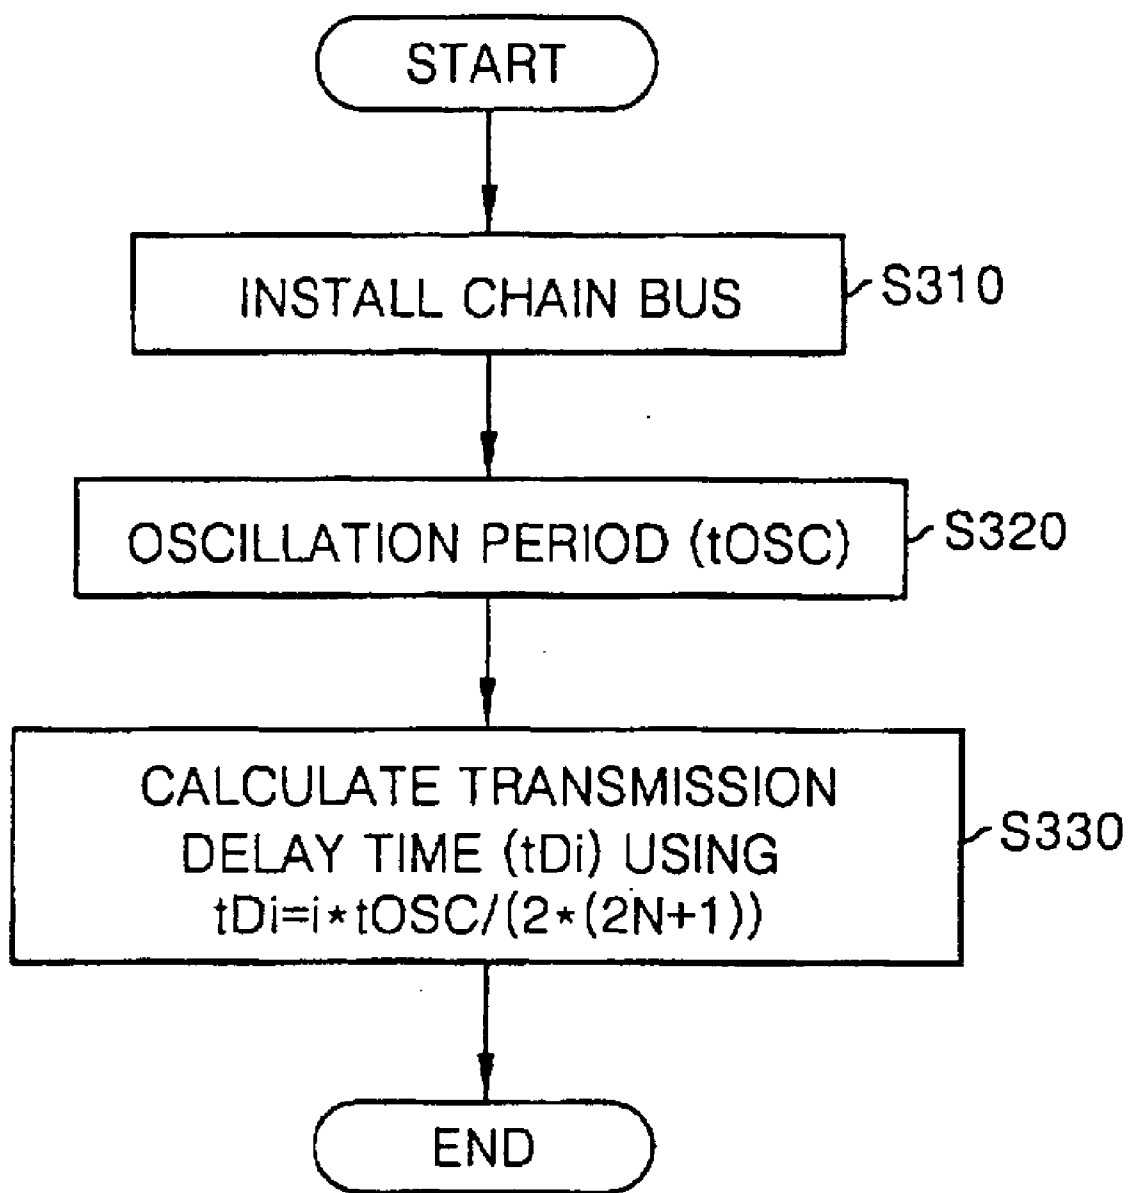 START
INSTALL CHAIN BUS
S310
OSCILLATION PERIOD (tOSC)
S320
CALCULATE TRANSMISSION
DELAY TIME (tDi) USING
tDi=i*tOSC/(2*(2N+1))
S330
END